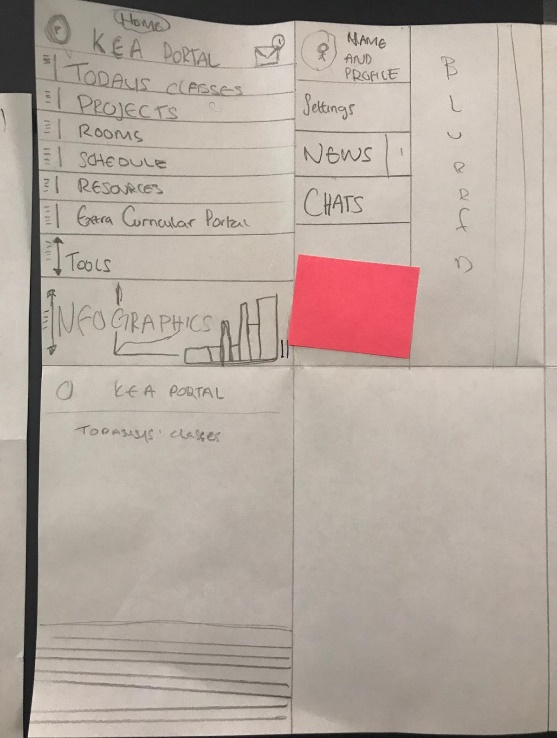 Home
P
KEA PORTAL
TODAYS CLASSES
PROJECTS
ROOMS
SCHEDULE
RESOURCES
Extra Curricular Portal
Tools
INFOGRAPHICS
NAME
AND
PROFILE
Settings
NEWS
CHATS
B
L
U
R
R
E
D
KEA PORTAL
classes